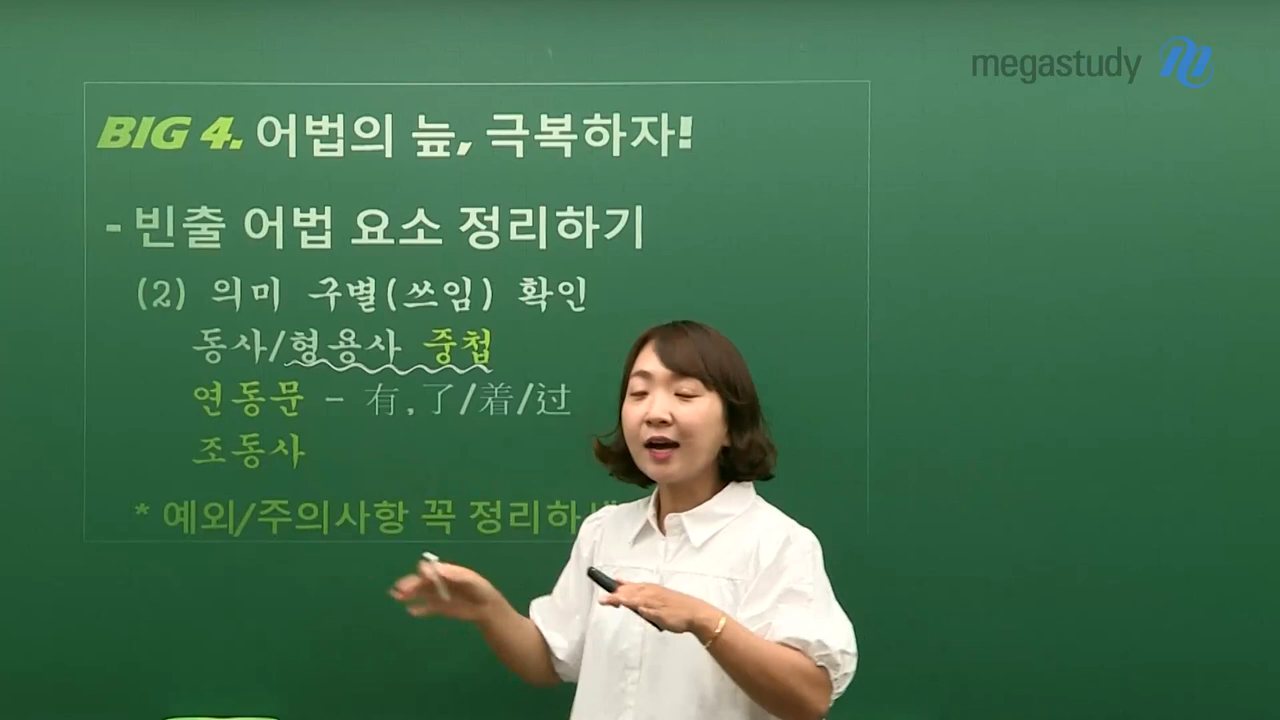 megastudy
BIG 4. 어법의 늪, 극복하자!
- 빈출 어법 요소 정리하기
(2) 의미 구별(쓰임) 확인
동사/형용사 중첩
연동문 - 有,了/着/过
조동사
* 예외/주의사항 꼭 정리하